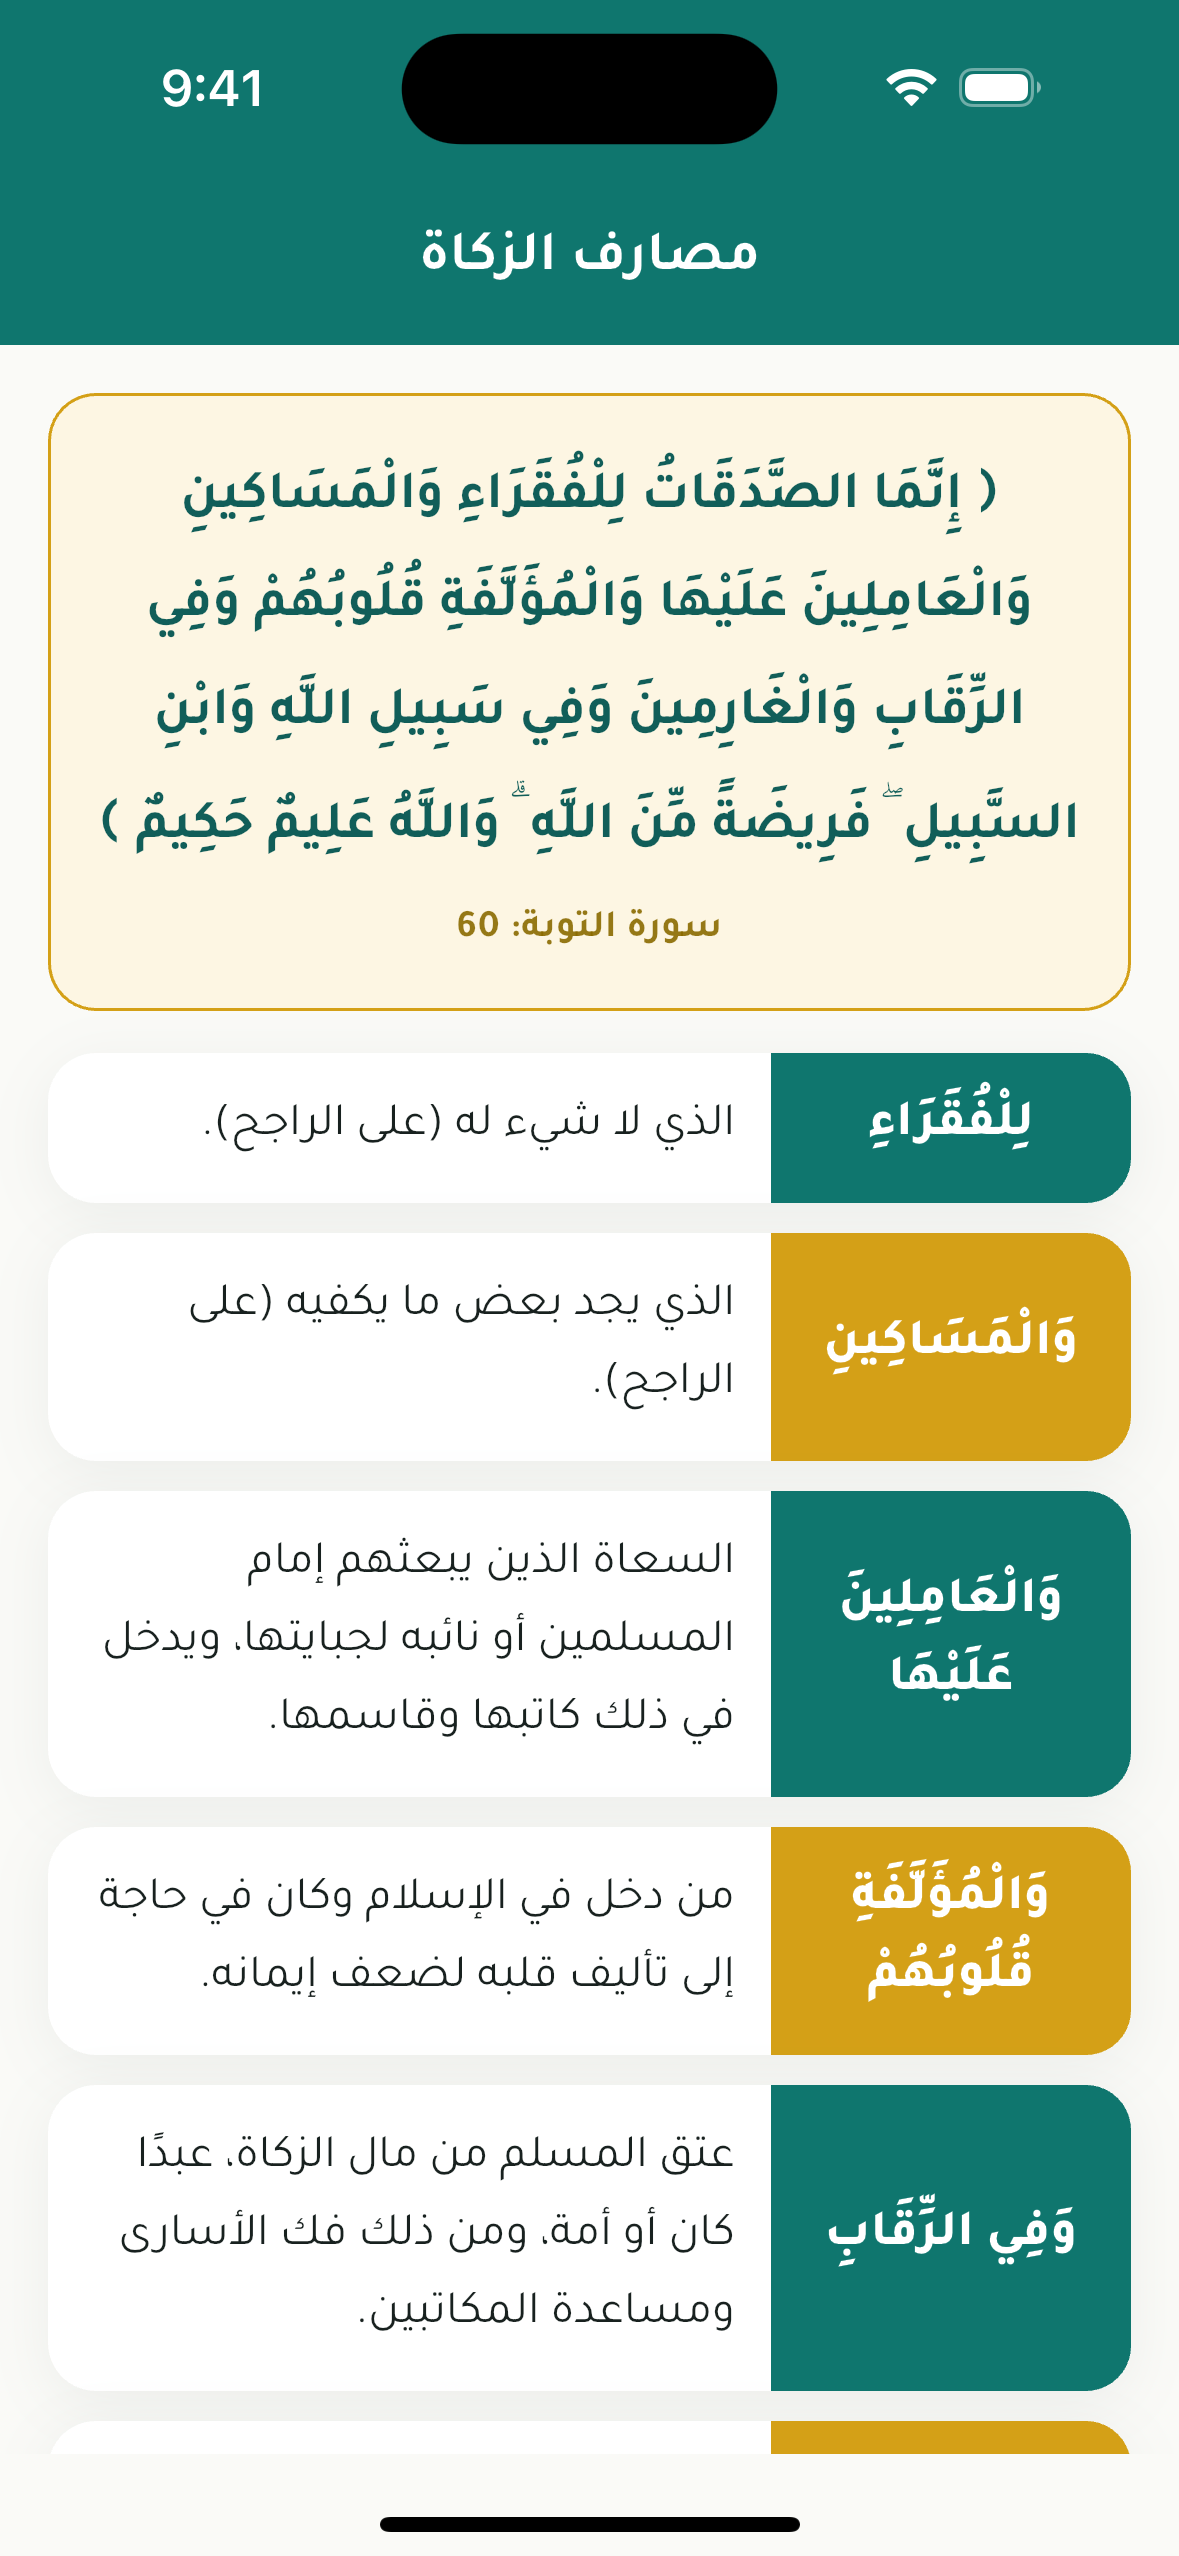 9:41
مصارف الزكاة
( إِنَّمَا الصَّدَقَاتُ لِلْفُقَرَاءِ وَالْمَسَاكِينِ
وَالْعَامِلِينَ عَلَيْهَا وَالْمُؤَلَّفَةِ قُلُوبُهُمْ وَفِي
الرِّقَابِ وَالْغَارِمِينَ وَفِي سَبِيلِ اللَّهِ وَابْنِ
السَّبِيلِ ۖ فَرِيضَةً مِّنَ اللَّهِ ۗ وَاللَّهُ عَلِيمٌ حَكِيمٌ )
سورة التوبة: 60
لِلْفُقَرَاءِ
الذي لا شيء له (على الراجح).
وَالْمَسَاكِينِ
الذي يجد بعض ما يكفيه (على
الراجح).
وَالْعَامِلِينَ
عَلَيْهَا
السعاة الذين يبعثهم إمام
المسلمين أو نائبه لجبايتها، ويدخل
في ذلك كاتبها وقاسمها.
وَالْمُؤَلَّفَةِ
قُلُوبُهُمْ
من دخل في الإسلام وكان في حاجة
إلى تأليف قلبه لضعف إيمانه.
وَفِي الرِّقَابِ
عتق المسلم من مال الزكاة، عبدًا
كان أو أمة، ومن ذلك فك الأسارى
ومساعدة المكاتبين.